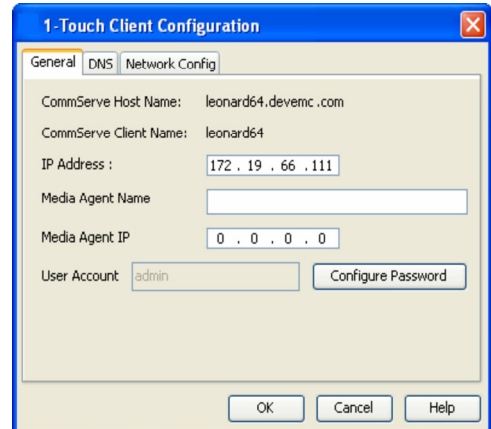 1-Touch Client Configuration
General DNS Network Config
CommServe Host Name: leonard64.devemc.com
CommServe Client Name: leonard64
IP Address : 172 . 19 . 66 .111
Media Agent Name
Media Agent IP 0 . 0 . 0 . 0
User Account admin Configure Password
OK Cancel Help